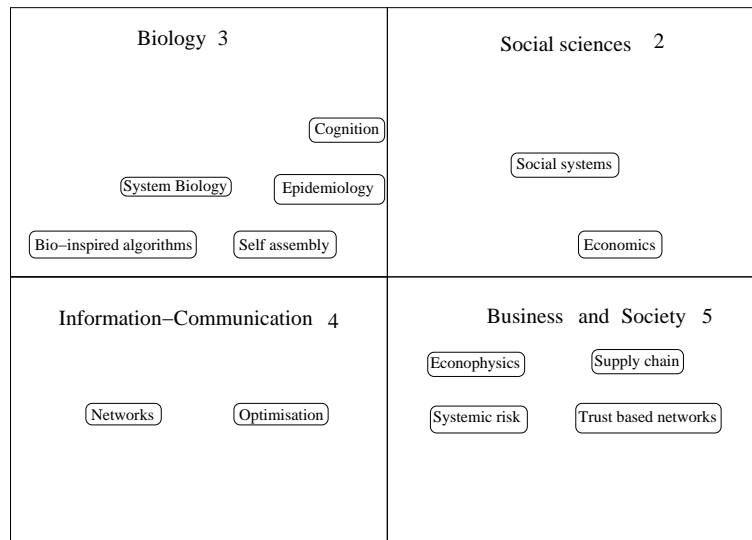 Biology 3
Cognition
System Biology
Epidemiology
Bio−inspired algorithms
Self assembly
Social sciences 2
Social systems
Economics
Information−Communication 4
Networks
Optimisation
Business and Society 5
Econophysics
Supply chain
Systemic risk
Trust based networks